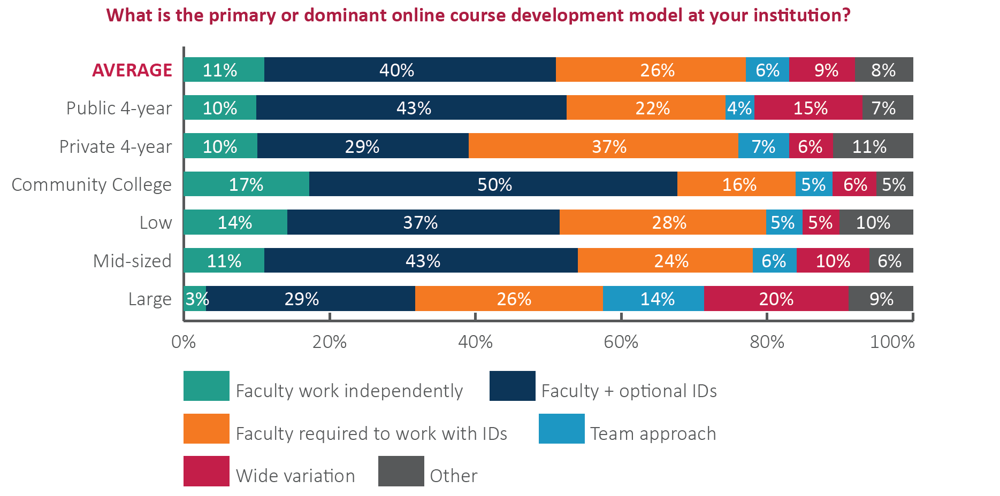 What is the primary or dominant online course development model at your institution?
AVERAGE 11% 40% 26% 6% 9% 8%
Public 4-year 10% 43% 22% 4% 15% 7%
Private 4-year 10% 29% 37% 7% 6% 11%
Community College 17% 50% 16% 5% 6% 5%
Low 14% 37% 28% 5% 5% 10%
Mid-sized 11% 43% 24% 6% 10% 6%
Large 3% 29% 26% 14% 20% 9%
0% 20% 40% 60% 80% 100%
Faculty work independently Faculty + optional IDs
Faculty required to work with IDs Team approach
Wide variation Other